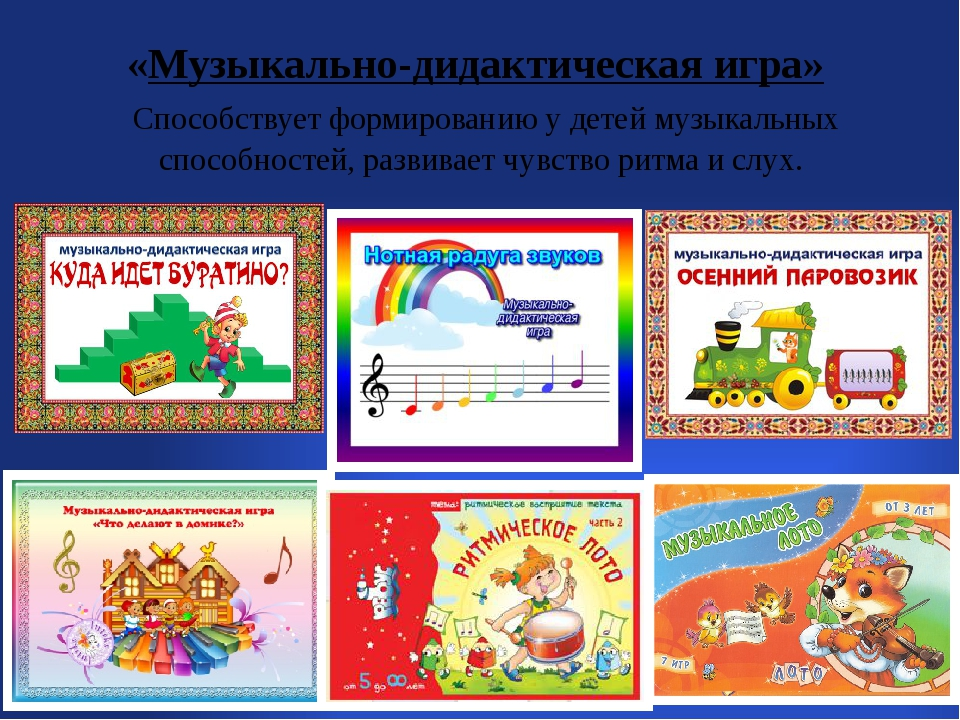 «Музыкально-дидактическая игра»
Способствует формированию у детей музыкальных
способностей, развивает чувство ритма и слух.
музыкально-дидактическая игра
КУДА ИДЕТ БУРАТИНО?
Нотная радуга звуков
Музыкально-
дидактическая
игра
музыкально-дидактическая игра
ОСЕННИЙ ПАРОВОЗИК
Музыкально-дидактическая игра
«Что делают в домике?»
тема: ритмическое восприятие текста
часть 2
РИТМИЧЕСКОЕ ЛОТО
от 5 до 8 лет
МУЗЫКАЛЬНОЕ
ЛОТО
ОТ 3 ЛЕТ
7 ИГР
ЛОТО